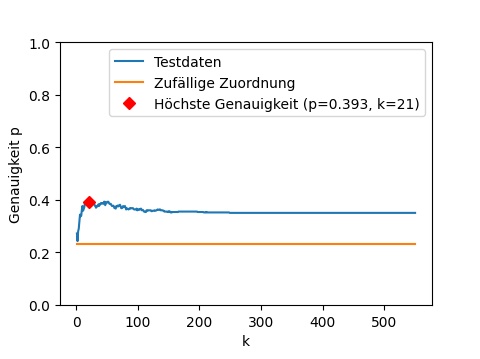 1.0
0.8
0.6
0.4
0.2
0.0
Genauigkeit p
Testdaten
Zufällige Zuordnung
Höchste Genauigkeit (p=0.393, k=21)
0 100 200 300 400 500
k